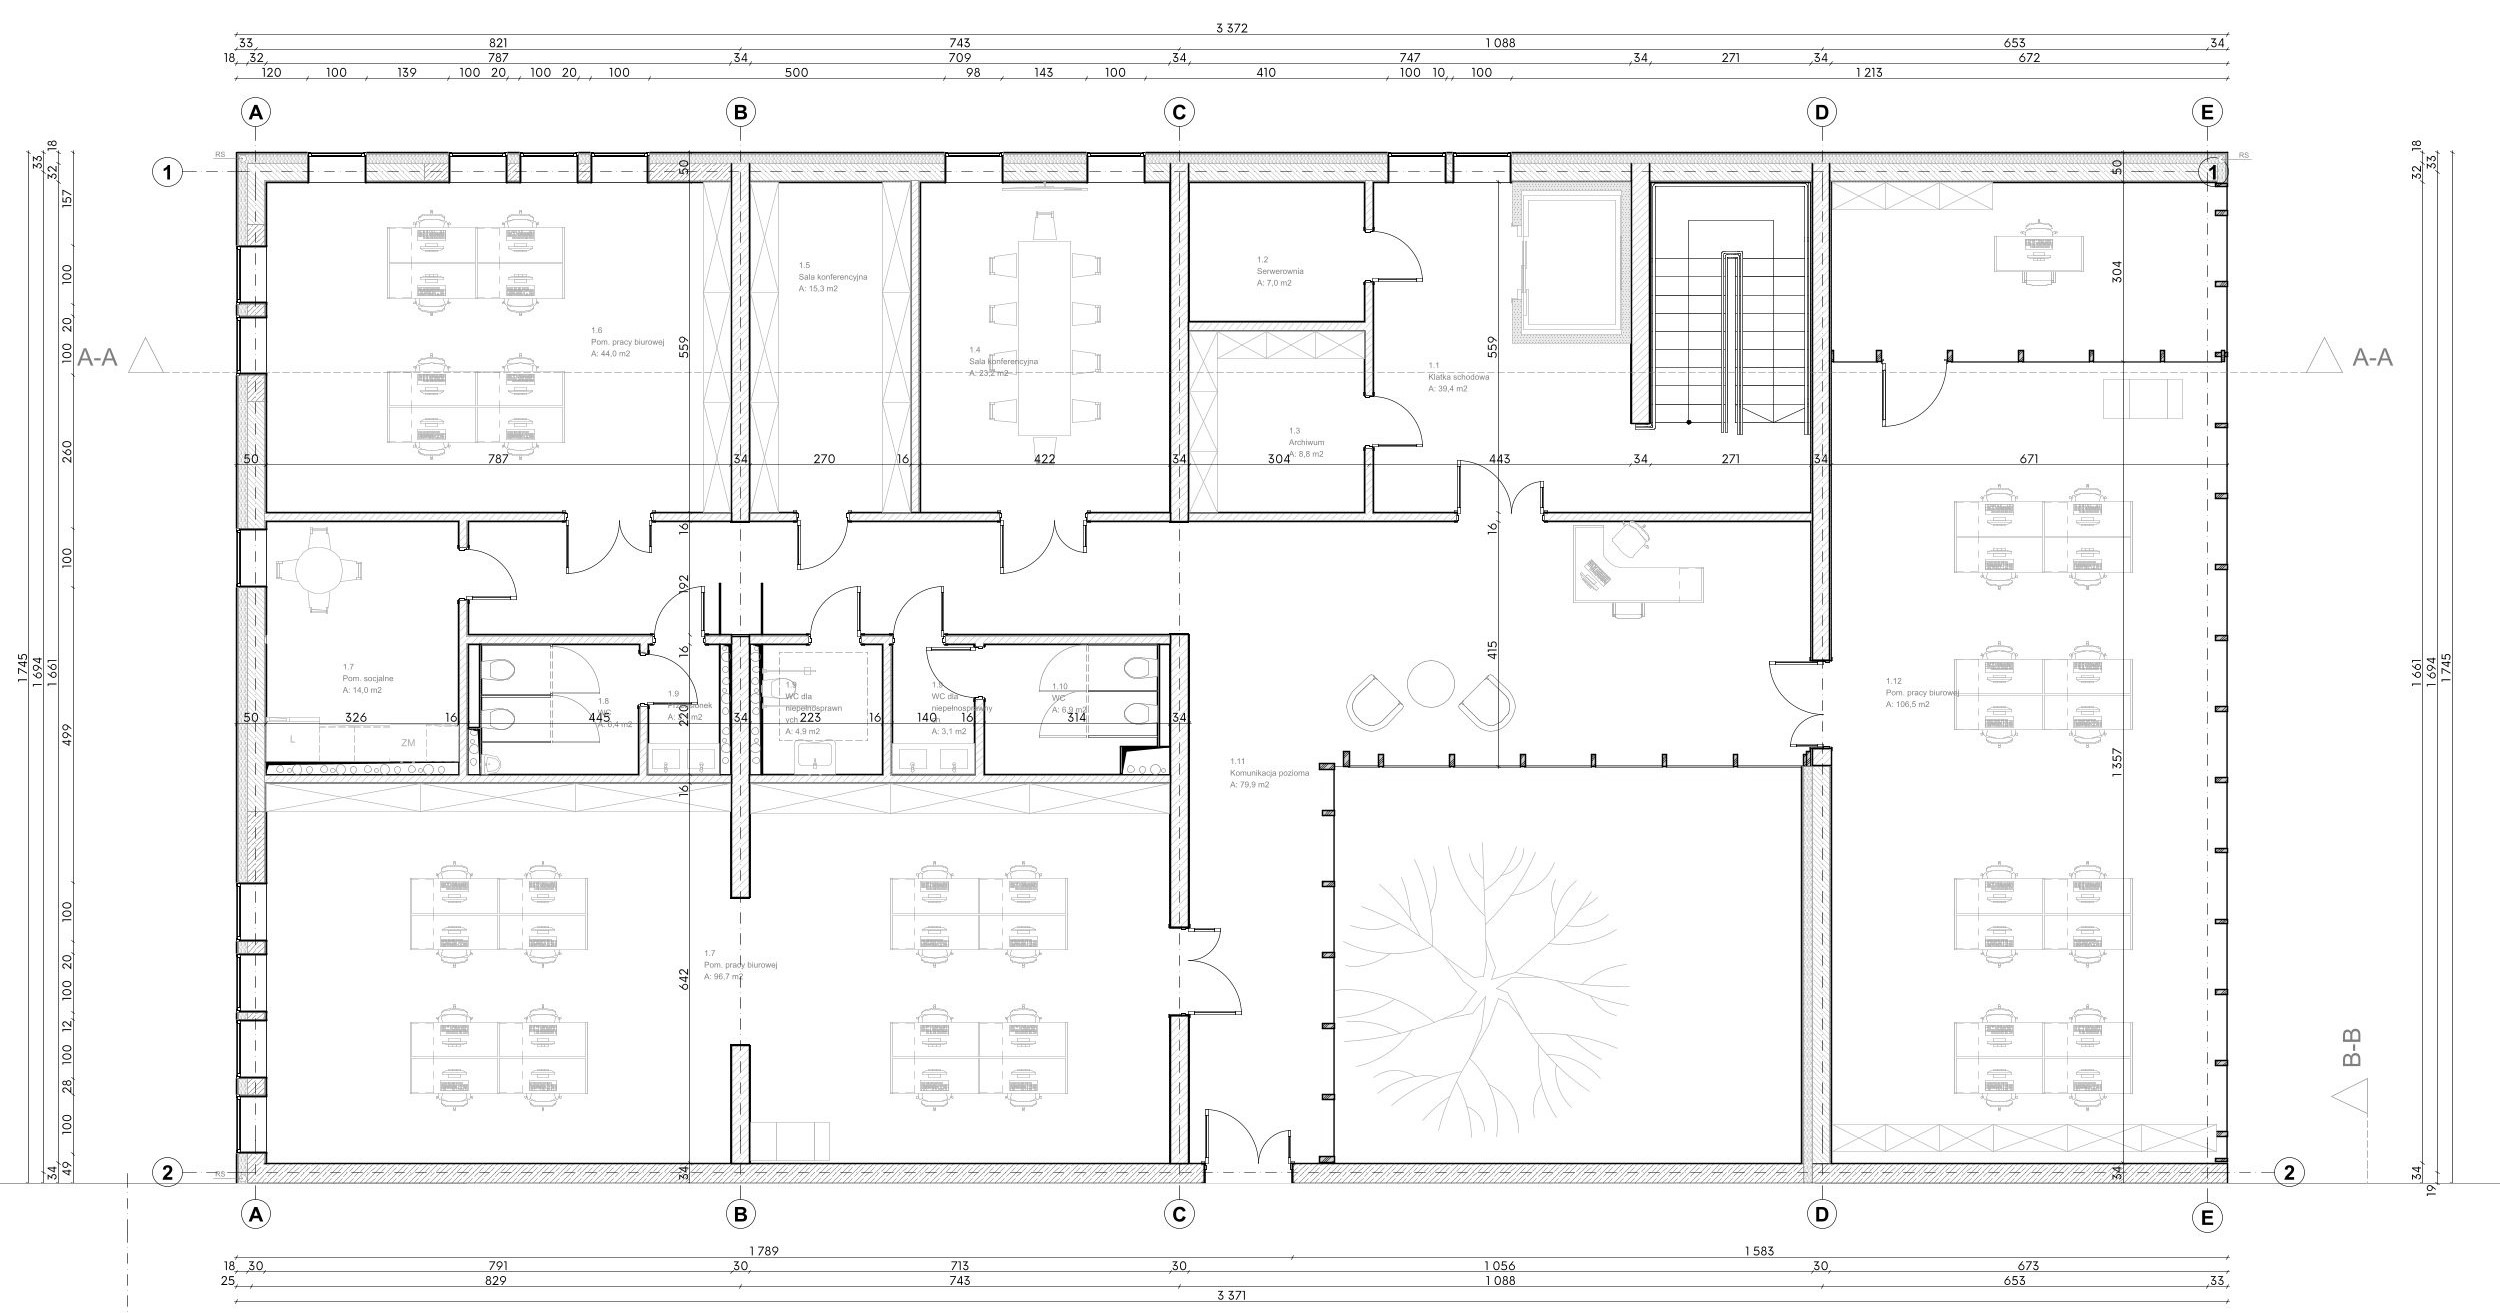 3 372
33 821 743 1 088 653 34
18 32 787 34 709 34 747 34 271 34 672
120 100 139 100 20 100 20 100 500 98 143 100 410 100 10 100 1 213
A B C D E
1 1
RS RS
18
33
32
157
100
20
100
260
100
499
100
20
100
12
100
28
100
49
34
1 745
1 694
1 661
50
559
16
192
16
220
16
642
34
559
16
415
50
304
1 357
34
18
33
32
1 661
1 694
1 745
34
19
A-A A-A
B-B
1.5
Sala konferencyjna
A: 15,3 m2
1.2
Serwerownia
A: 7,0 m2
1.6
Pom. pracy biurowej
A: 44,0 m2
1.4
Sala konferencyjna
A: 23,2 m2
1.1
Klatka schodowa
A: 39,4 m2
1.3
Archiwum
A: 8,8 m2
50 787 34 270 16 422 34 304 443 34 271 34 671
1.7
Pom. socjalne
A: 14,0 m2
1.8
WC
1.9
1.9
WC dla
niepełnosprawn
ych
A: 4,9 m2
WC dla
niepełnosprawny
A: 3,1 m2
1.10
WC
A: 6,9 m2
1.12
Pom. pracy biurowej
A: 106,5 m2
50 326 16 445 34 223 16 140 16 314 34
L ZM
1.11
Komunikacja pozioma
A: 79,9 m2
1.7
Pom. pracy biurowej
A: 96,7 m2
2 2
RS
A B C D E
1 789 1 583
18 30 791 30 713 30 1 056 30 673
25 829 743 1 088 653 33
3 371